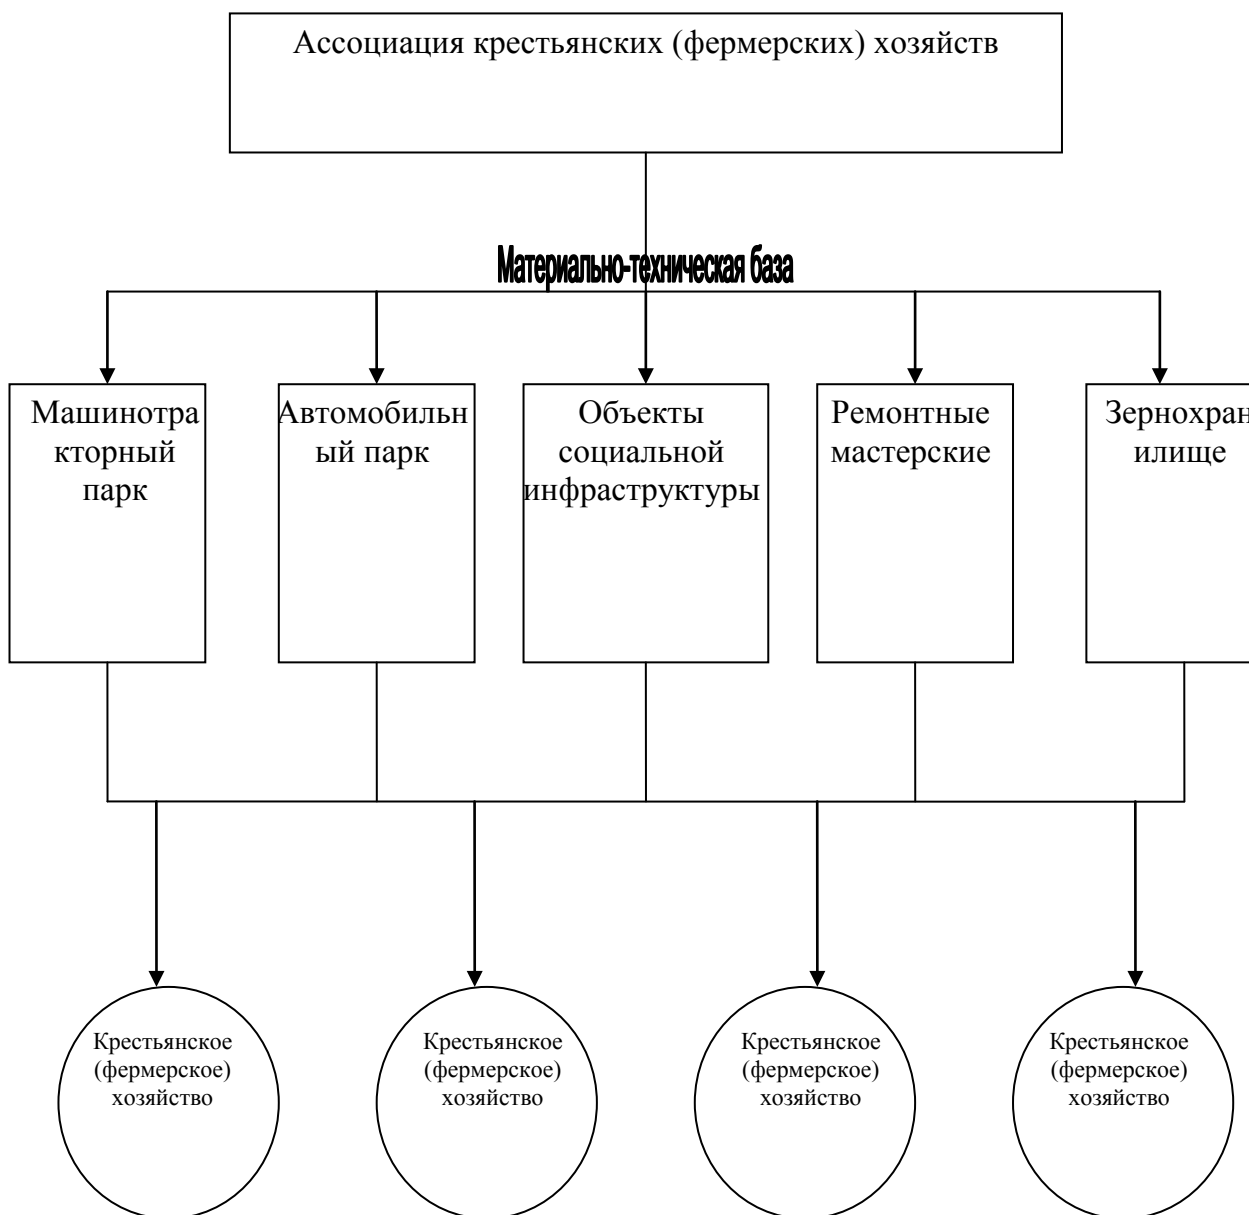 Ассоциация крестьянских (фермерских) хозяйств
Материально-техническая база
Машинотра
кторный
парк
Автомобильн
ый парк
Объекты
социальной
инфраструктуры
Ремонтные
мастерские
Зернохран
илище
Крестьянское
(фермерское)
хозяйство
Крестьянское
(фермерское)
хозяйство
Крестьянское
(фермерское)
хозяйство
Крестьянское
(фермерское)
хозяйство